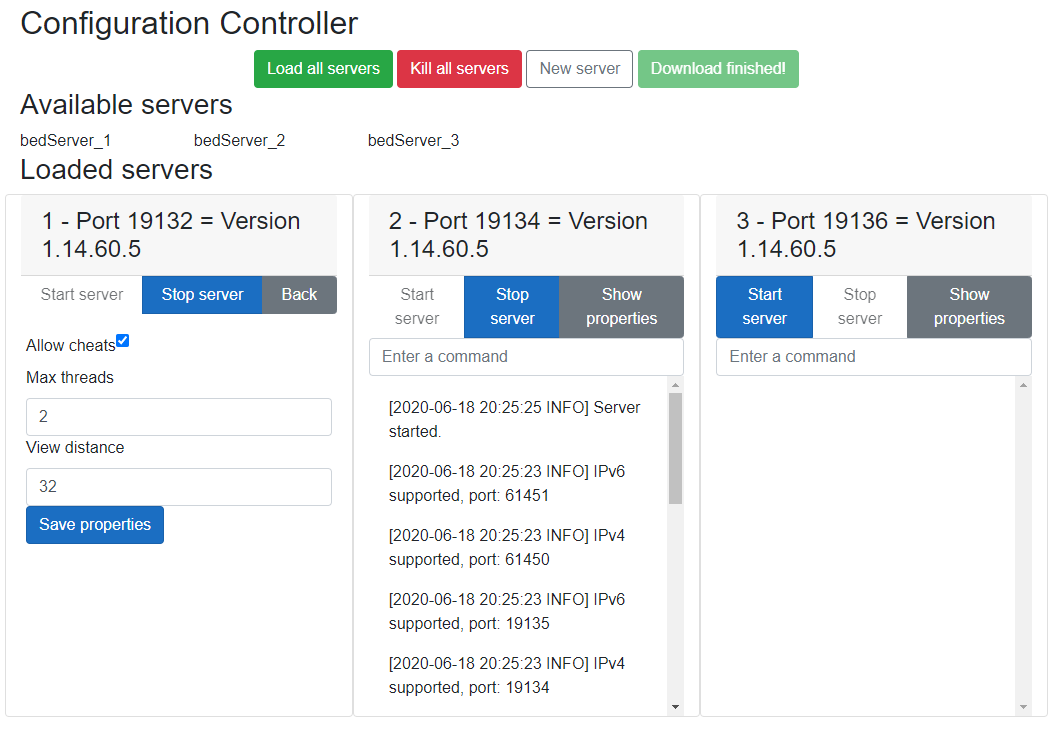 Configuration Controller
Load all servers Kill all servers New server Download finished!
Available servers
bedServer_1 bedServer_2 bedServer_3
Loaded servers
1 - Port 19132 = Version
1.14.60.5
Start server Stop server Back
Allow cheats
Max threads
2
View distance
32
Save properties
2 - Port 19134 = Version
1.14.60.5
Start
server
Stop
server
Show
properties
Enter a command
[2020-06-18 20:25:25 INFO] Server
started.
[2020-06-18 20:25:23 INFO] IPv6
supported, port: 61451
[2020-06-18 20:25:23 INFO] IPv4
supported, port: 61450
[2020-06-18 20:25:23 INFO] IPv6
supported, port: 19135
[2020-06-18 20:25:23 INFO] IPv4
supported, port: 19134
3 - Port 19136 = Version
1.14.60.5
Start
server
Stop
server
Show
properties
Enter a command